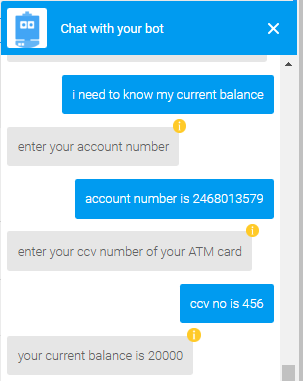 Chat with your bot
i need to know my current balance
enter your account number
account number is 2468013579
enter your ccv number of your ATM card
ccv no is 456
your current balance is 20000